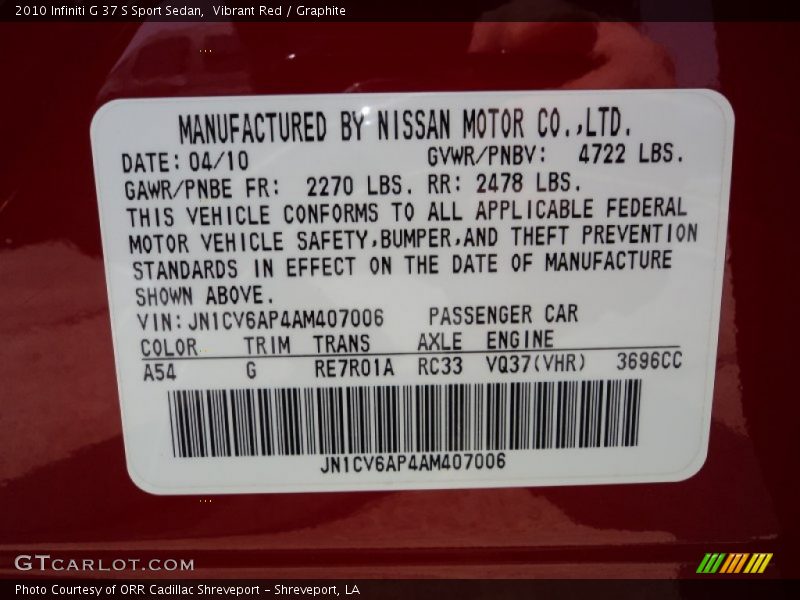 2010 Infiniti G 37 S Sport Sedan,  Vibrant Red / Graphite
MANUFACTURED BY NISSAN MOTOR CO.,LTD.
DATE: 04/10 GVWR/PNBV: 4722 LBS.
GAWR/PNBE FR: 2270 LBS. RR: 2478 LBS.
THIS VEHICLE CONFORMS TO ALL APPLICABLE FEDERAL
MOTOR VEHICLE SAFETY,BUMPER,AND THEFT PREVENTION
STANDARDS IN EFFECT ON THE DATE OF MANUFACTURE
SHOWN ABOVE.
VIN: JN1CV6AP4AM407006 PASSENGER CAR
COLOR TRIM TRANS AXLE ENGINE
A54 G RE7R01A RC33 VQ37(VHR) 3696CC
JN1CV6AP4AM407006
GTCARLOT.COM
Photo Courtesy of ORR Cadillac Shreveport - Shreveport, LA